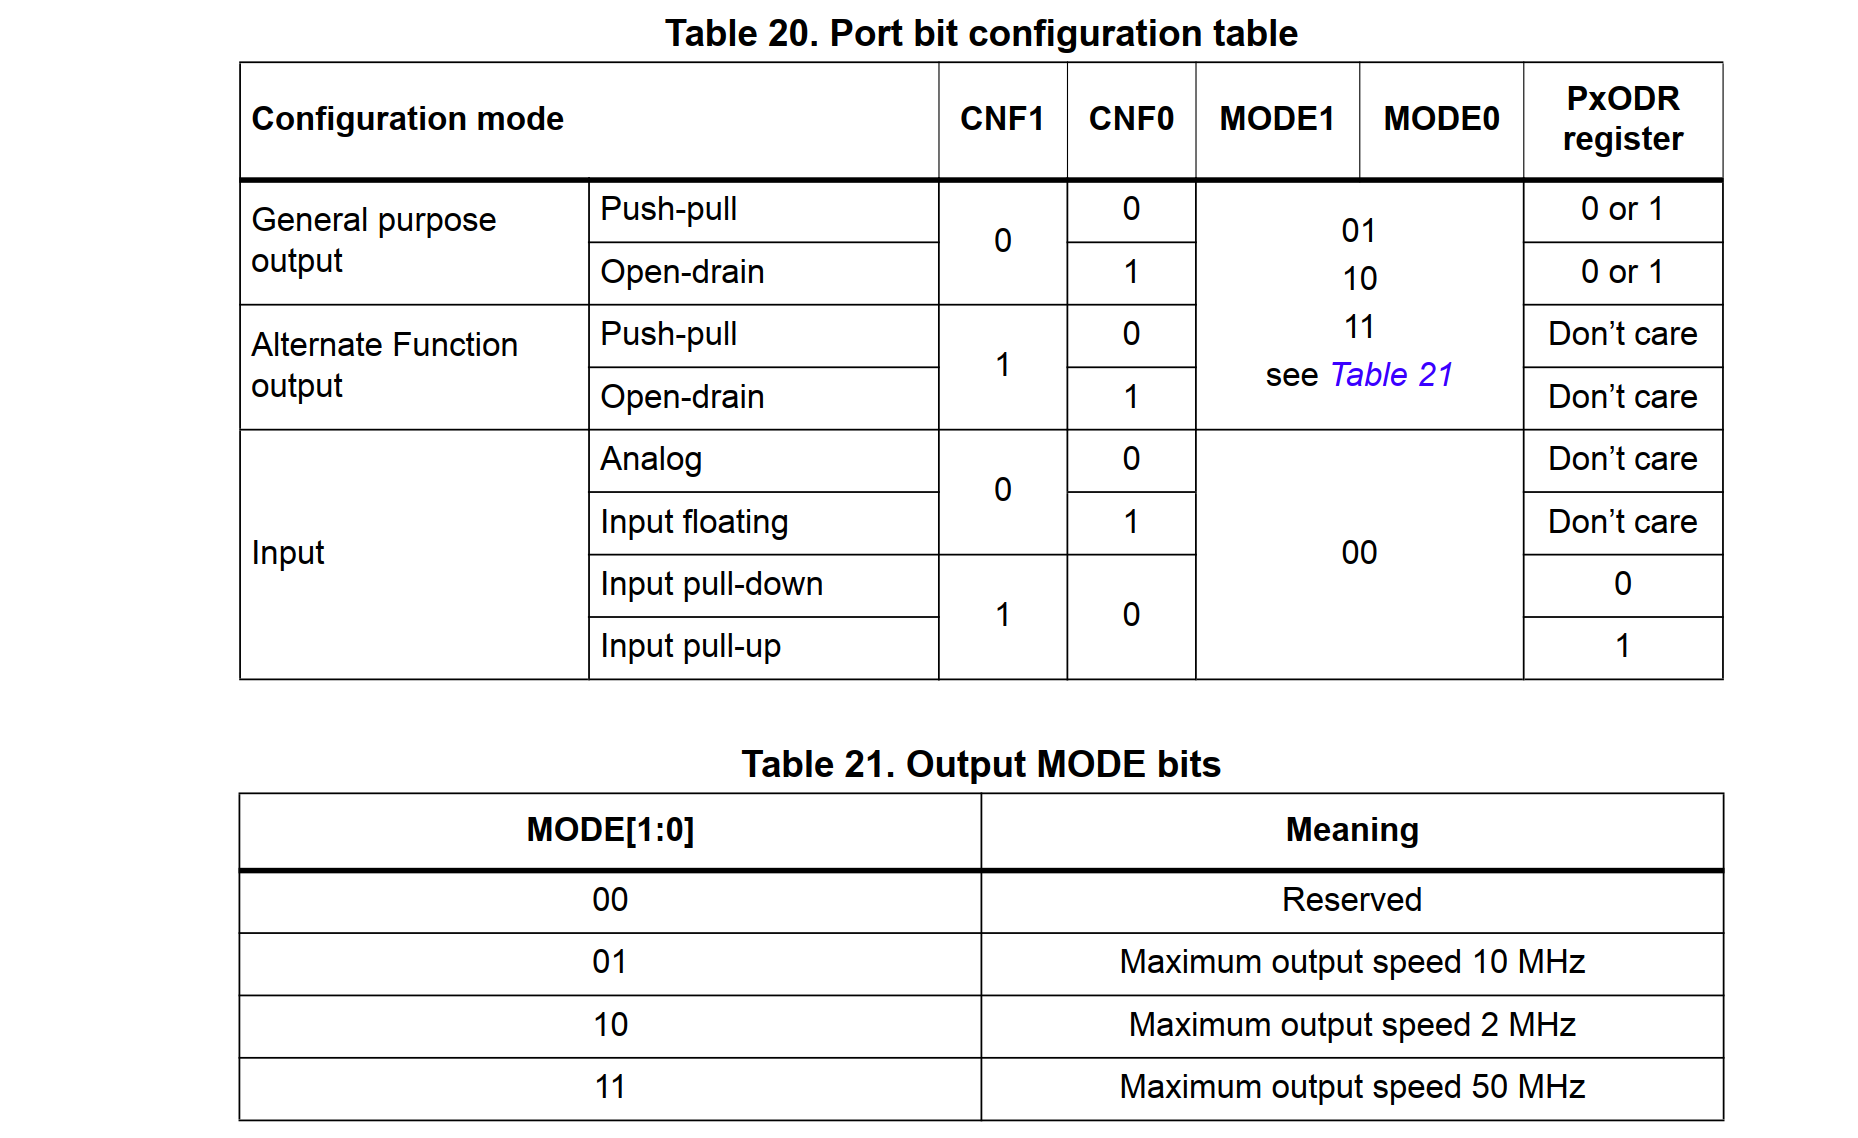 Table 20. Port bit configuration table
Configuration mode CNF1 CNF0 MODE1 MODE0 PxODR register
General purpose output Push-pull 0 0 01 10 11 see Table 21 0 or 1
Open-drain 1 0 or 1
Alternate Function output Push-pull 1 0 Don’t care
Open-drain 1 Don’t care
Input Analog 0 0 00 Don’t care
Input floating 1 Don’t care
Input pull-down 1 0 0
Input pull-up 1
Table 21. Output MODE bits
MODE[1:0] Meaning
00 Reserved
01 Maximum output speed 10 MHz
10 Maximum output speed 2 MHz
11 Maximum output speed 50 MHz